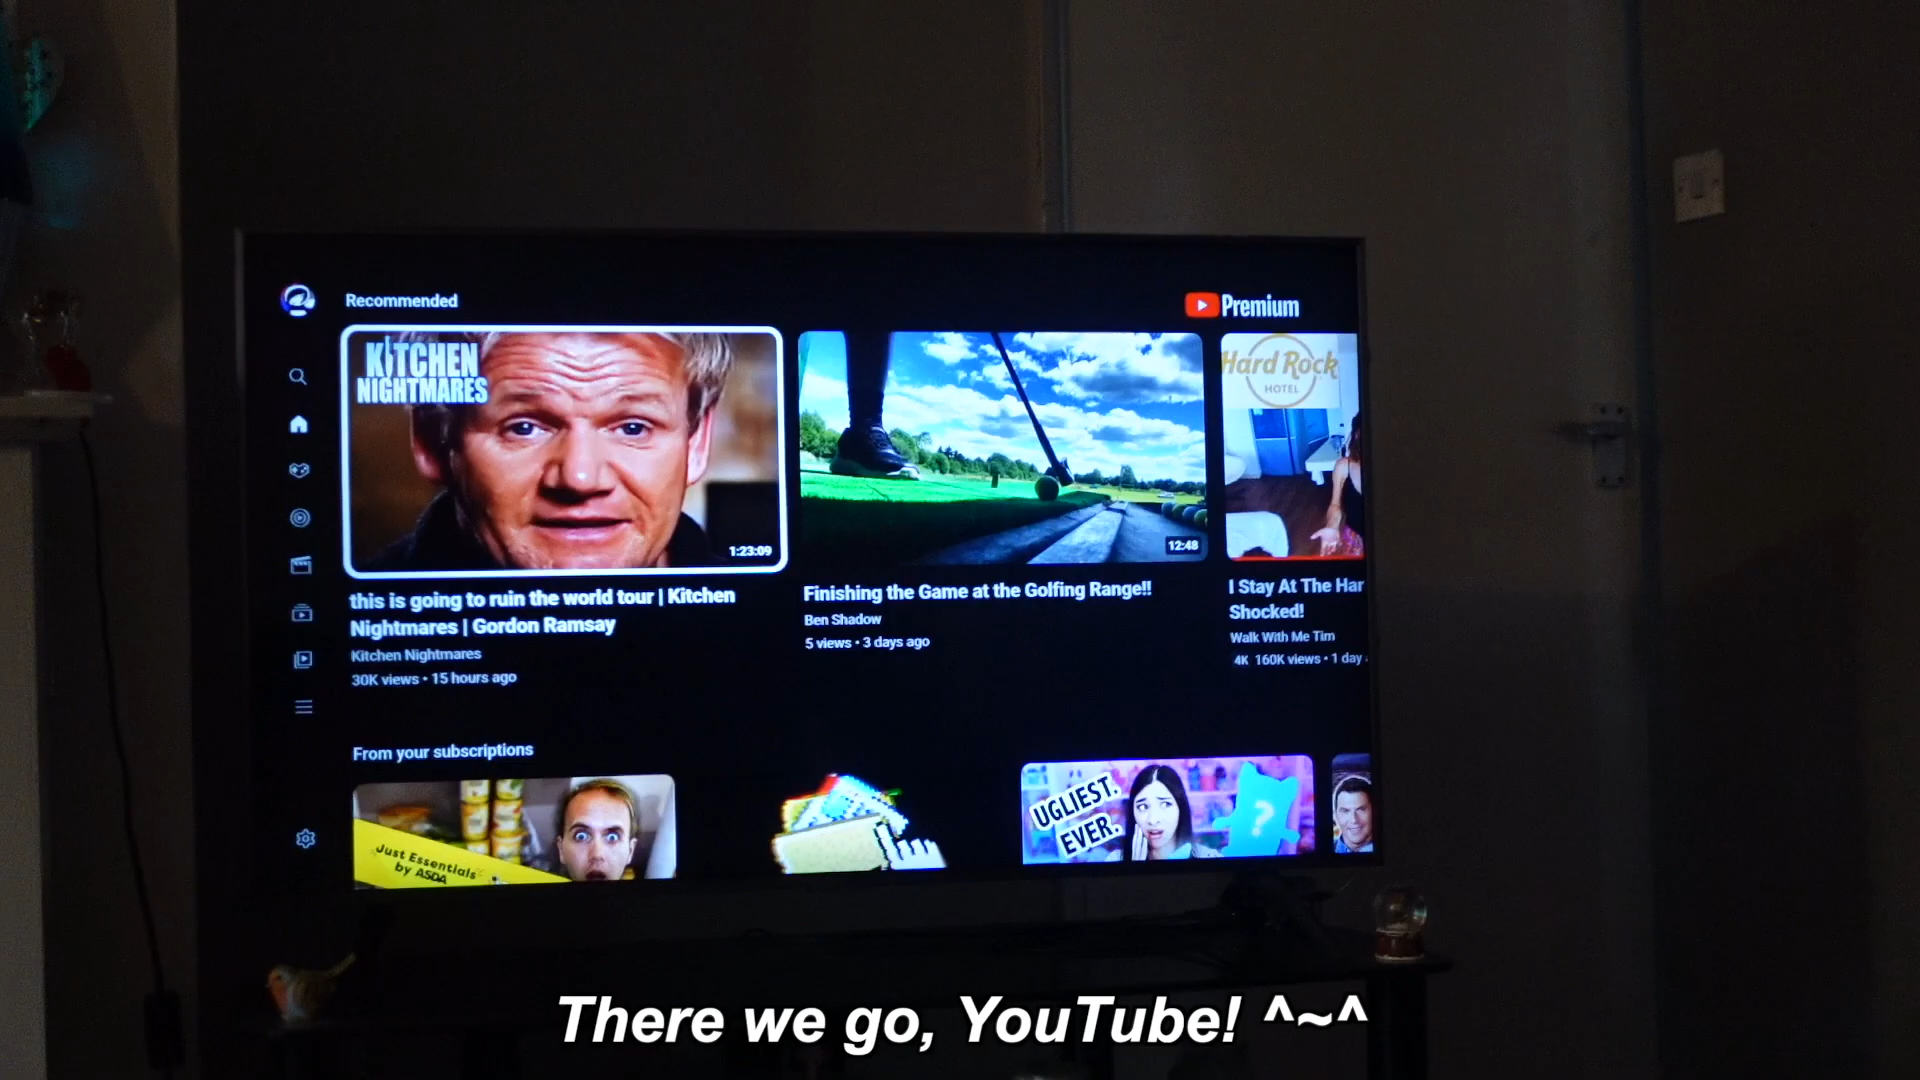 Recommended
Premium
KITCHEN
NIGHTMARES
1:23:09
this is going to ruin the world tour | Kitchen
Nightmares | Gordon Ramsay
Kitchen Nightmares
30K views • 15 hours ago
12:48
Finishing the Game at the Golfing Range!!
Ben Shadow
5 views • 3 days ago
Hard Rock
HOTEL
I Stay At The Har
Shocked!
Walk With Me Tim
4K 160K views • 1 day
From your subscriptions
Just Essentials
by ASDA
UGLIEST.
EVER.
?
There we go, YouTube! ^~^